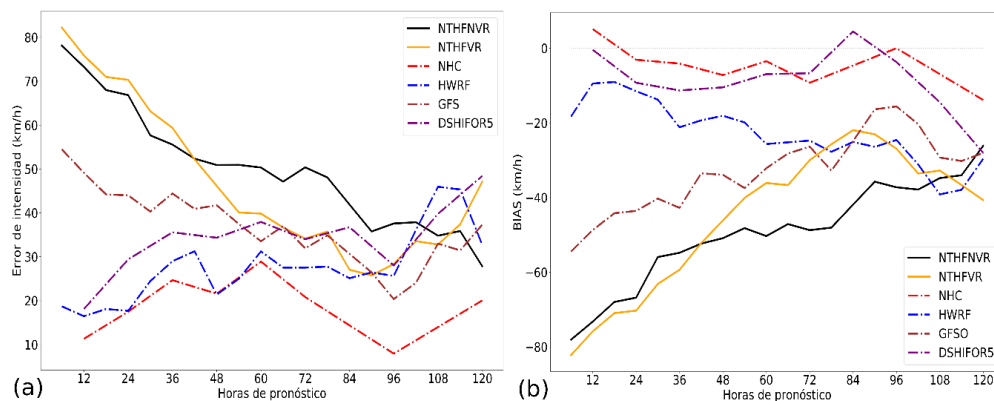 80
70
60
50
40
30
20
10
Error de intensidad (km/h)
NTHFNVR
NTHFVR
NHC
HWRF
GFS
DSHIFOR5
12 24 36 48 60 72 84 96 108 120
Horas de pronóstico
(a)
0
−20
−40
−60
−80
BIAS (km/h)
NTHFNVR
NTHFVR
NHC
HWRF
GFSO
DSHIFOR5
12 24 36 48 60 72 84 96 108 120
Horas de pronóstico
(b)